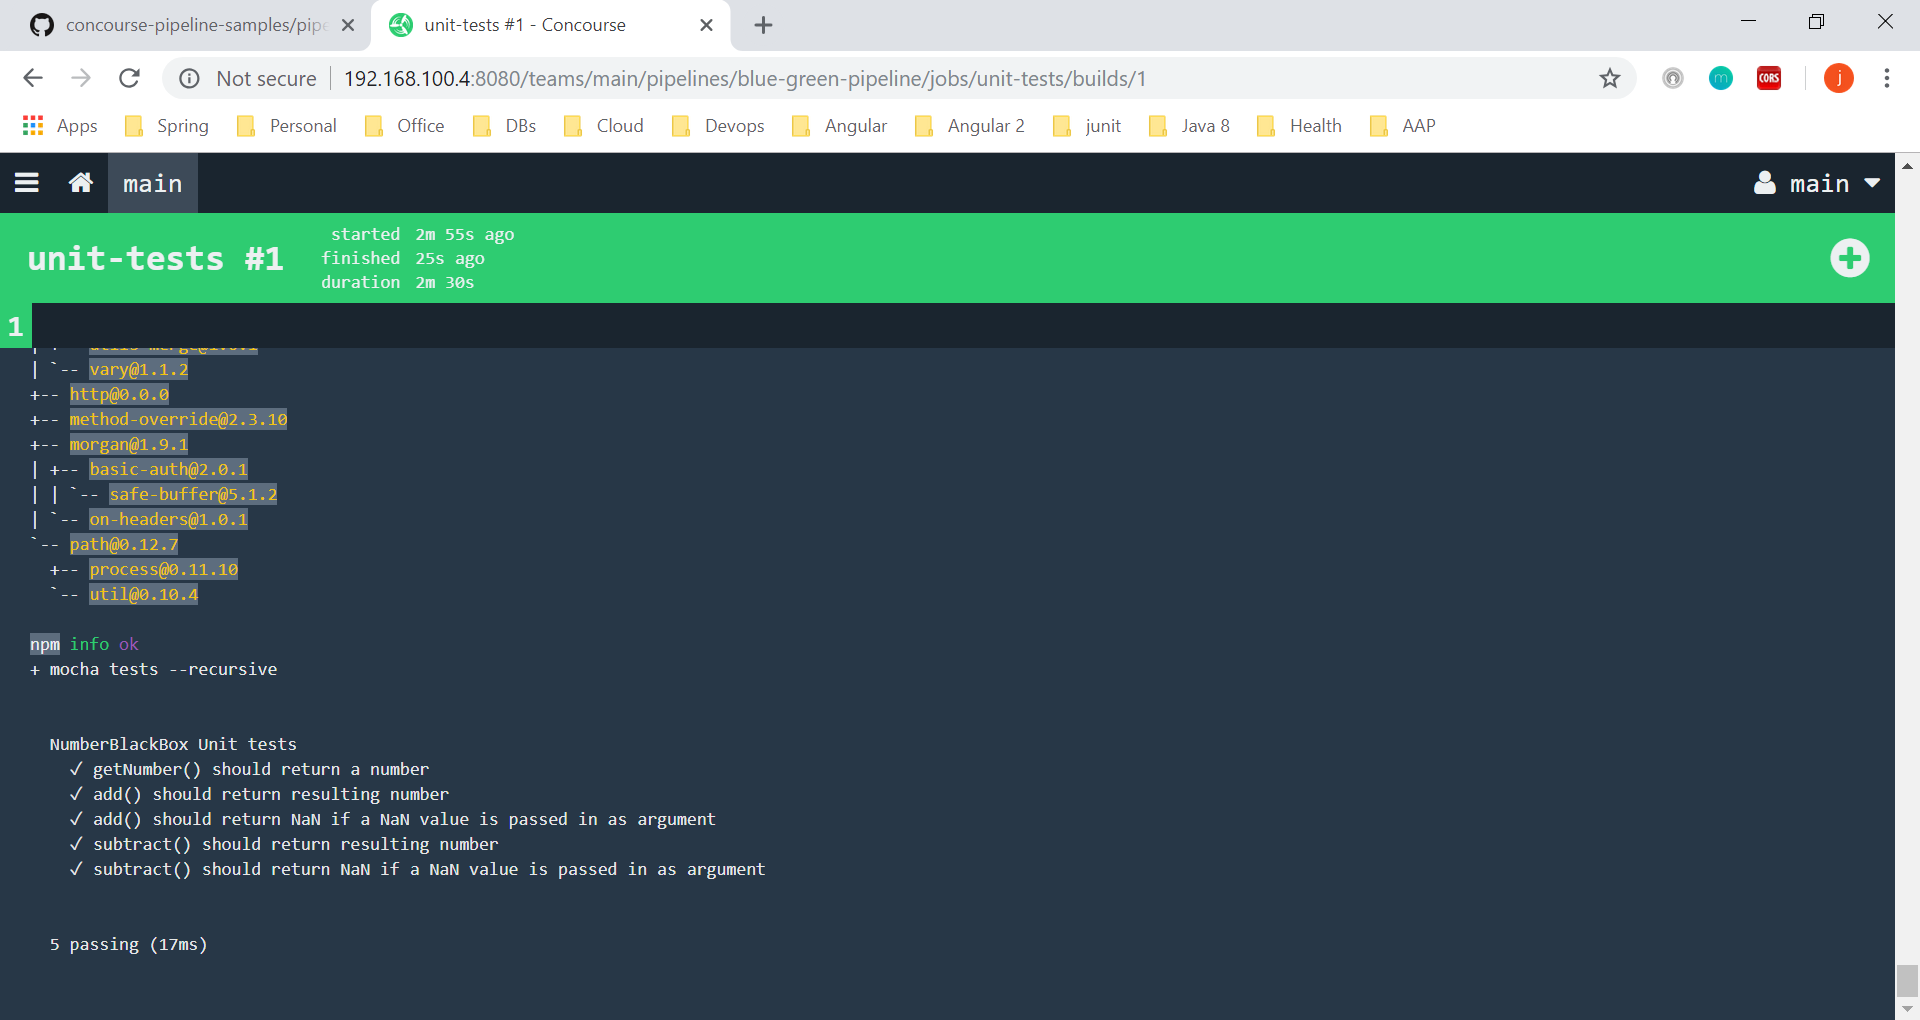 concourse-pipeline-samples/pipe
unit-tests #1 - Concourse
Not secure | 192.168.100.4:8080/teams/main/pipelines/blue-green-pipeline/jobs/unit-tests/builds/1
m
CORS
j
Apps Spring Personal Office DBs Cloud Devops Angular Angular 2 junit Java 8 Health AAP
main
main
unit-tests #1
started 2m 55s ago
finished 25s ago
duration 2m 30s
1
| +-- utils-merge@1.0.1
| `-- vary@1.1.2
+-- http@0.0.0
+-- method-override@2.3.10
+-- morgan@1.9.1
| +-- basic-auth@2.0.1
| | `-- safe-buffer@5.1.2
| `-- on-headers@1.0.1
`-- path@0.12.7
  +-- process@0.11.10
  `-- util@0.10.4
npm info ok
+ mocha tests --recursive
NumberBlackBox Unit tests
✓ getNumber() should return a number
✓ add() should return resulting number
✓ add() should return NaN if a NaN value is passed in as argument
✓ subtract() should return resulting number
✓ subtract() should return NaN if a NaN value is passed in as argument
5 passing (17ms)